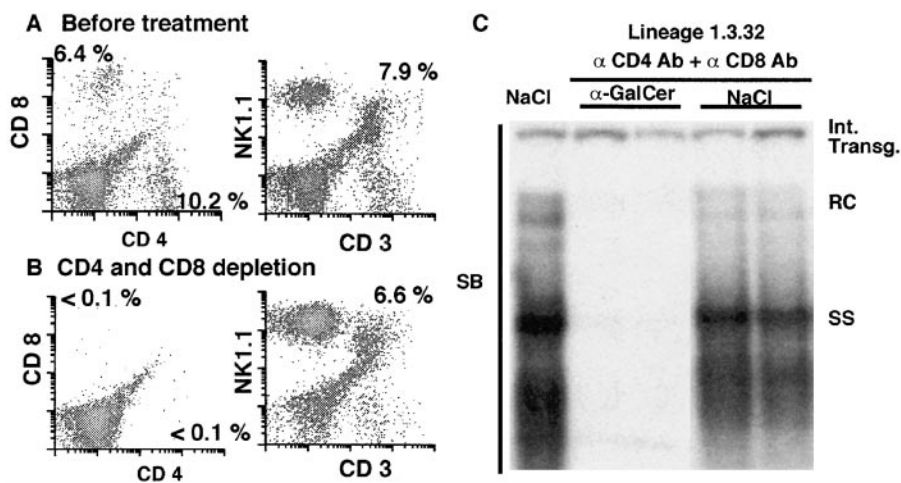 A Before treatment
6.4 %
CD 8
10.2 %
CD 4
7.9 %
NK1.1
CD 3
B CD4 and CD8 depletion
< 0.1 %
CD 8
< 0.1 %
CD 4
6.6 %
NK1.1
CD 3
C
Lineage 1.3.32
α CD4 Ab + α CD8 Ab
NaCl α-GalCer NaCl
Int.
Transg.
RC
SB
SS